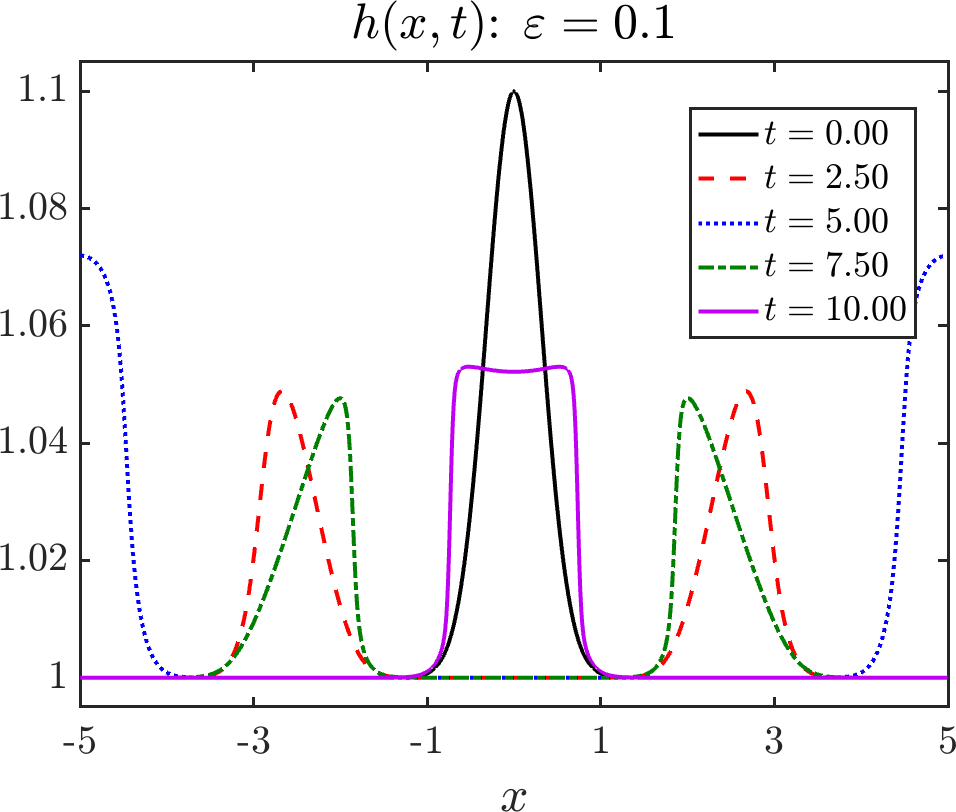 h(x, t): ε = 0.1
1.1
1.08
1.06
1.04
1.02
1
t = 0.00
t = 2.50
t = 5.00
t = 7.50
t = 10.00
-5 -3 -1 1 3 5
x